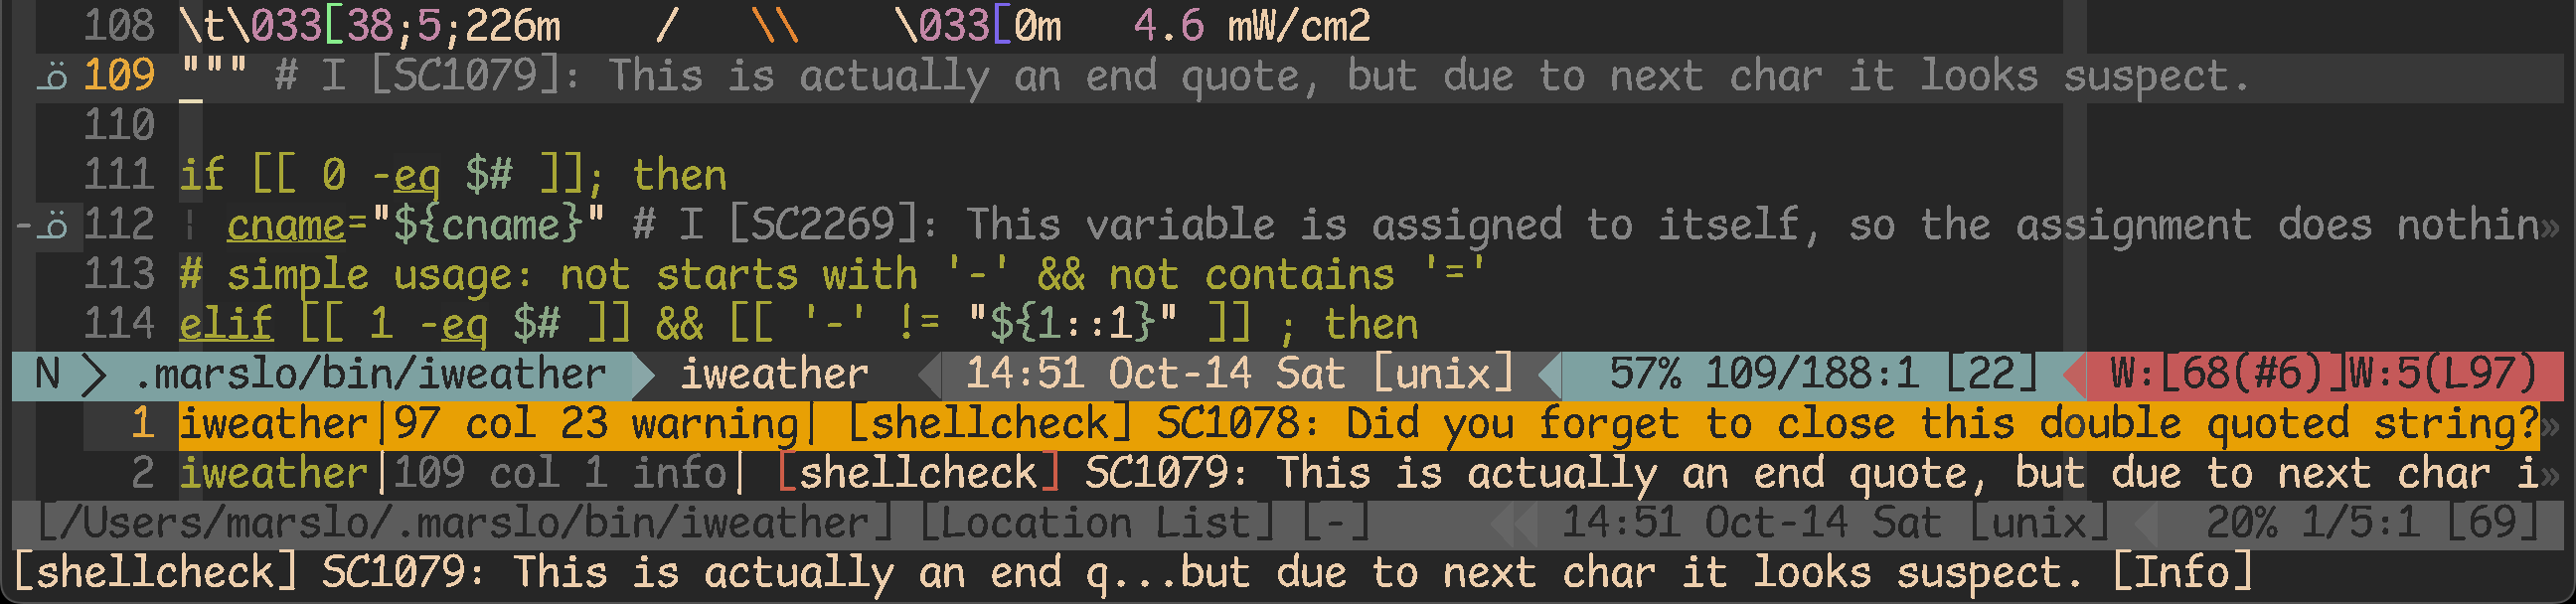 108 \t\033[38;5;226m    /   \\    \033[0m   4.6 mW/cm2
ö 109 """ # I [SC1079]: This is actually an end quote, but due to next char it looks suspect.
110
111 if [[ 0 -eq $# ]]; then
-ö 112 ¦ cname="${cname}" # I [SC2269]: This variable is assigned to itself, so the assignment does nothin»
113 # simple usage: not starts with '-' && not contains '='
114 elif [[ 1 -eq $# ]] && [[ '-' != "${1::1}" ]] ; then
N > .marslo/bin/iweather iweather 14:51 Oct-14 Sat [unix] 57% 109/188:1 [22] W:[68(#6)]W:5(L97)
1 iweather|97 col 23 warning| [shellcheck] SC1078: Did you forget to close this double quoted string?»
2 iweather|109 col 1 info| [shellcheck] SC1079: This is actually an end quote, but due to next char i»
[/Users/marslo/.marslo/bin/iweather] [Location List] [-] 14:51 Oct-14 Sat [unix] 20% 1/5:1 [69]
[shellcheck] SC1079: This is actually an end q...but due to next char it looks suspect. [Info]